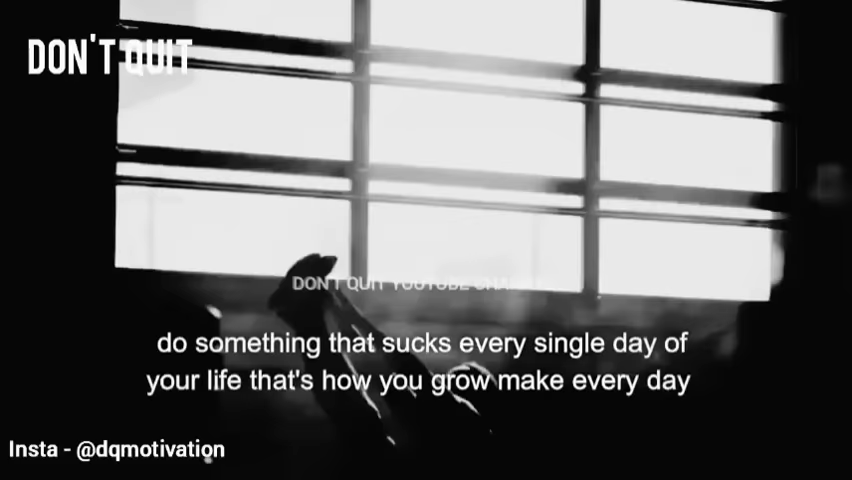 DON'T QUIT
DON'T QUIT YOUTUBE
do something that sucks every single day of
your life that's how you grow make every day
Insta - @dqmotivation